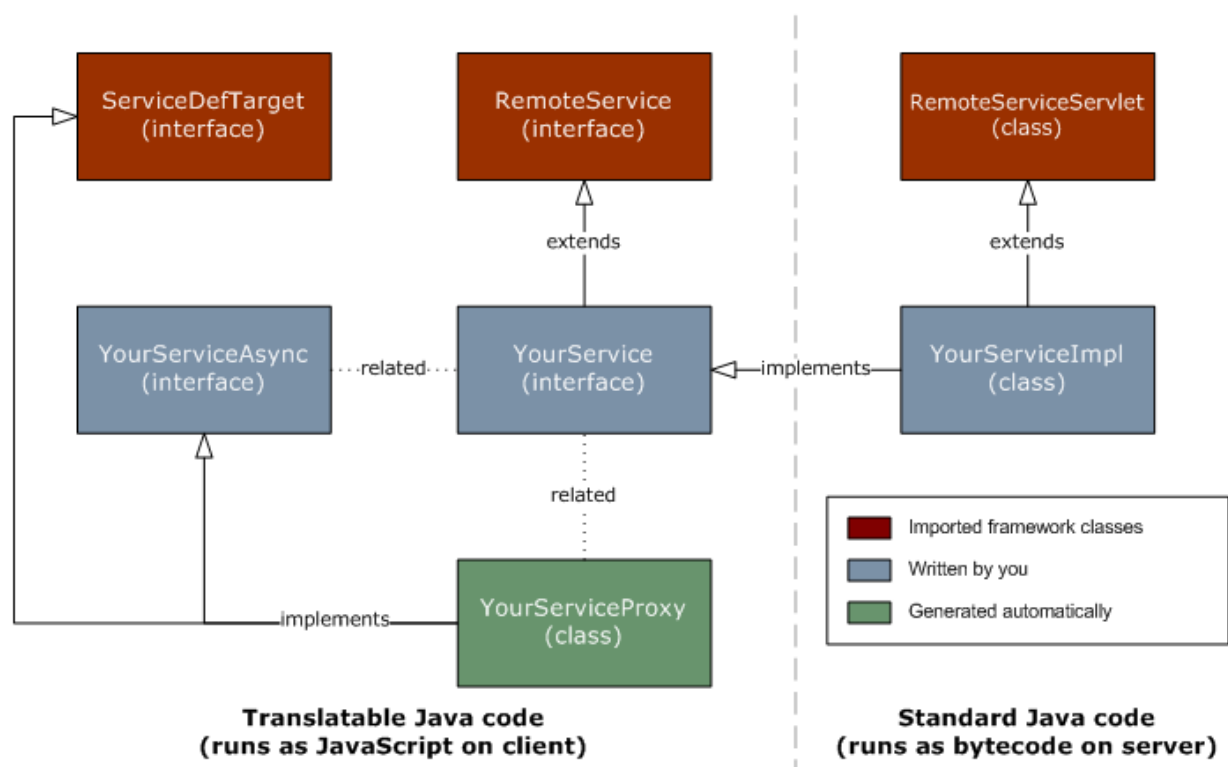 ServiceDefTarget
(interface)
RemoteService
(interface)
RemoteServiceServlet
(class)
extends
extends
YourServiceAsync
(interface)
related
YourService
(interface)
implements
YourServiceImpl
(class)
related
Imported framework classes
Written by you
Generated automatically
implements
YourServiceProxy
(class)
Translatable Java code
(runs as JavaScript on client)
Standard Java code
(runs as bytecode on server)